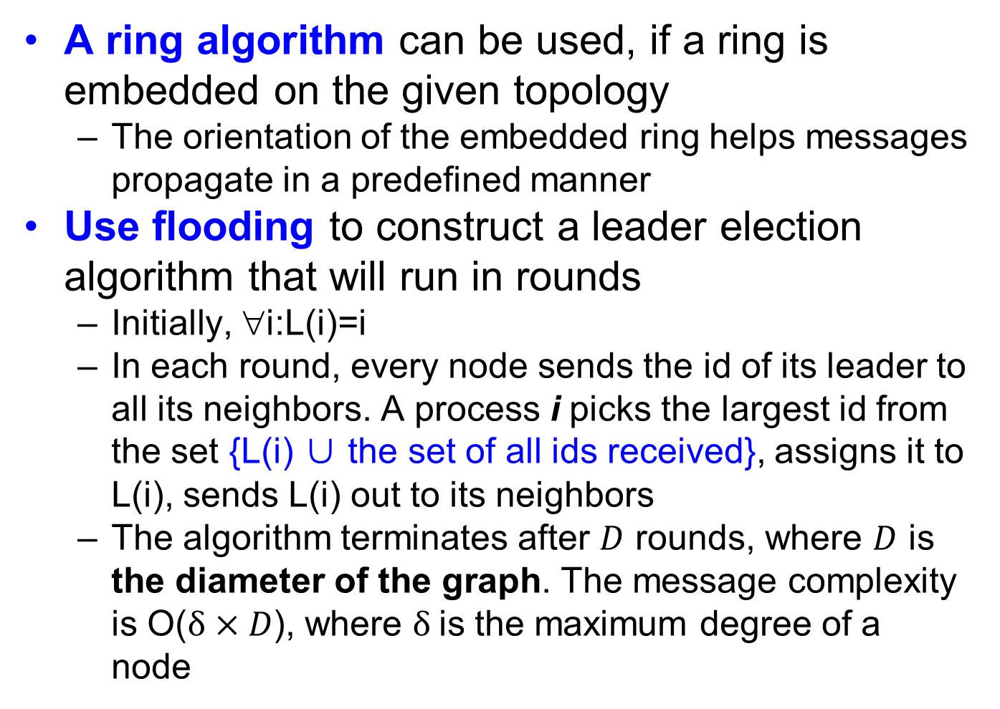 • A ring algorithm can be used, if a ring is
embedded on the given topology
– The orientation of the embedded ring helps messages
propagate in a predefined manner
• Use flooding to construct a leader election
algorithm that will run in rounds
– Initially, ∀i:L(i)=i
– In each round, every node sends the id of its leader to
all its neighbors. A process i picks the largest id from
the set {L(i) ∪ the set of all ids received}, assigns it to
L(i), sends L(i) out to its neighbors
– The algorithm terminates after D rounds, where D is
the diameter of the graph. The message complexity
is O(δ × D), where δ is the maximum degree of a
node